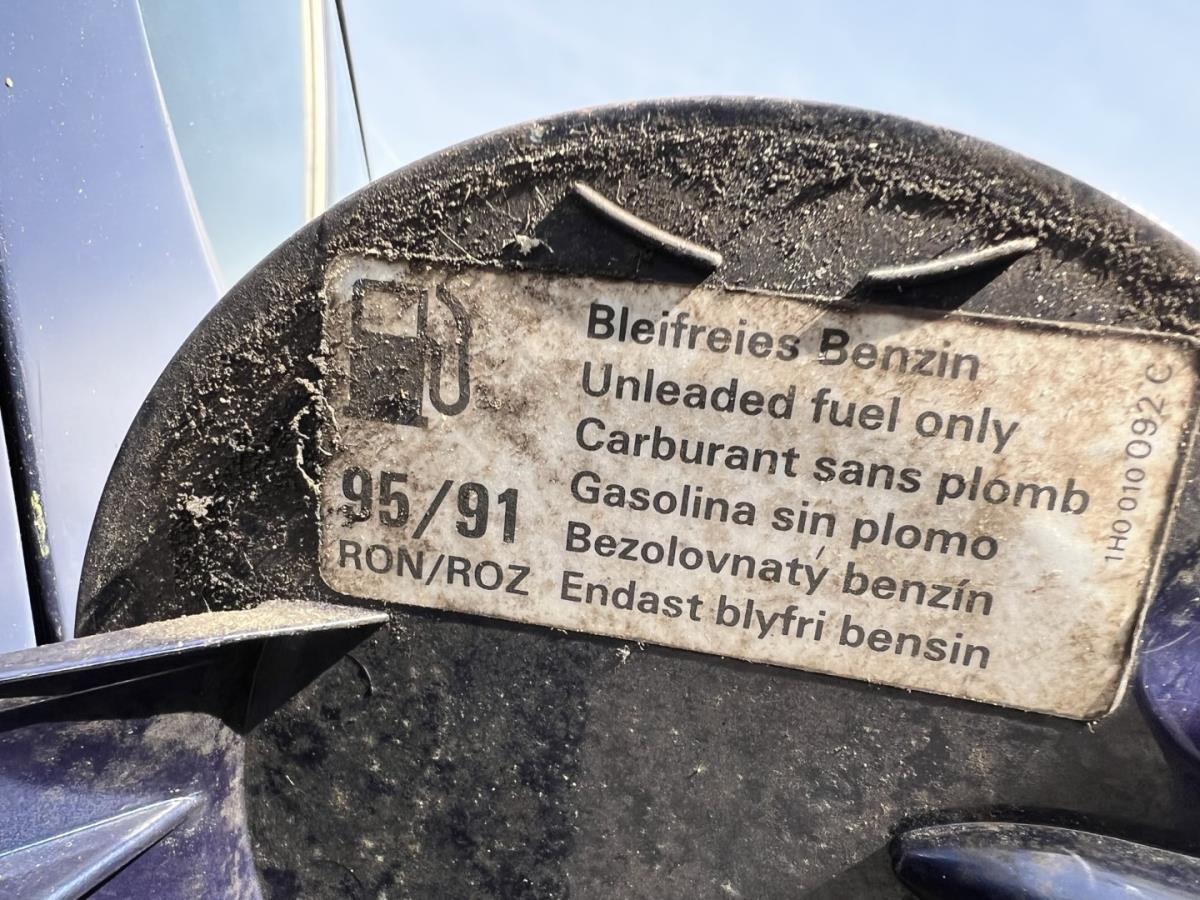 Bleifreies Benzin
Unleaded fuel only
Carburant sans plomb
Gasolina sin plomo
Bezolovnatý benzín
Endast blyfri bensin
95/91
RON/ROZ
1H0 010 092 C